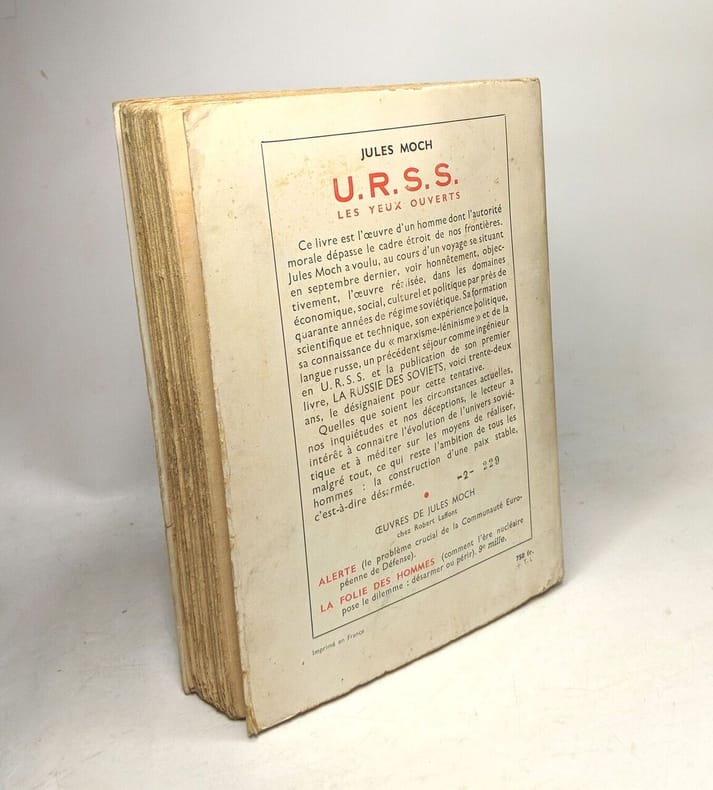 JULES MOCH
U.R.S.S.
LES YEUX OUVERTS
Ce livre est l'œuvre d'un homme dont l'autorité
morale dépasse le cadre étroit de nos frontières.
Jules Moch a voulu, au cours d'un voyage se situant
en septembre dernier, voir honnêtement, objec-
tivement, l'œuvre réalisée, dans les domaines
économique, social, culturel et politique par près de
quarante années de régime soviétique. Sa formation
scientifique et technique, son expérience politique,
sa connaissance du « marxisme-léninisme » et de la
langue russe, un précédent séjour comme ingénieur
en U.R.S.S. et la publication de son premier
livre, LA RUSSIE DES SOVIETS, voici trente-deux
ans, le désignaient pour cette tentative.
Quelles que soient les circonstances actuelles,
nos inquiétudes et nos déceptions, le lecteur a
intérêt à connaître l'évolution de l'univers sovié-
tique et à méditer sur les moyens de réaliser,
malgré tout, ce qui reste l'ambition de tous les
hommes : la construction d'une paix stable,
c'est-à-dire désarmée.
-2- 229
ŒUVRES DE JULES MOCH
chez Robert Laffont
ALERTE (le problème crucial de la Communauté Euro-
péenne de Défense).
LA FOLIE DES HOMMES (comment l'ère nucléaire
pose le dilemme : désarmer ou périr). 9e mille.
750 fr.
Imprimé en France